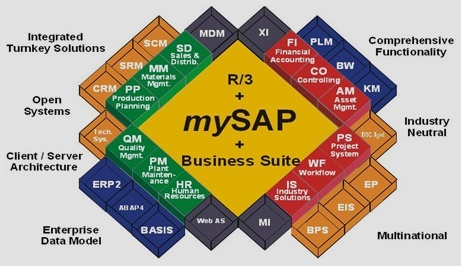 Integrated
Turnkey Solutions
Open
Systems
Client / Server
Architecture
Enterprise
Data Model
SCM
SRM
CRM
Tech.
Sys.
ERP2
ABAP4
BASIS
SD
Sales &
Distrib.
MM
Materials
Mgmt.
PP
Production
Planning
QM
Quality
Mgmt.
PM
Plant
Mainten-
ance
HR
Human
Resources
MDM
XI
R/3
+
mySAP
+
Business Suite
Web AS
MI
FI
Financial
Accounting
CO
Controlling
AM
Asset
Mgmt.
PS
Project
System
WF
Workflow
IS
Industry
Solutions
PLM
BW
KM
EP
EIS
BPS
Comprehensive
Functionality
Industry
Neutral
Multinational